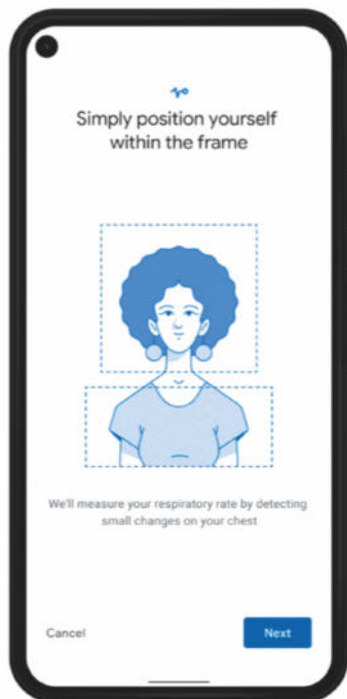 Simply position yourself
within the frame
We'll measure your respiratory rate by detecting
small changes on your chest
Cancel
Next